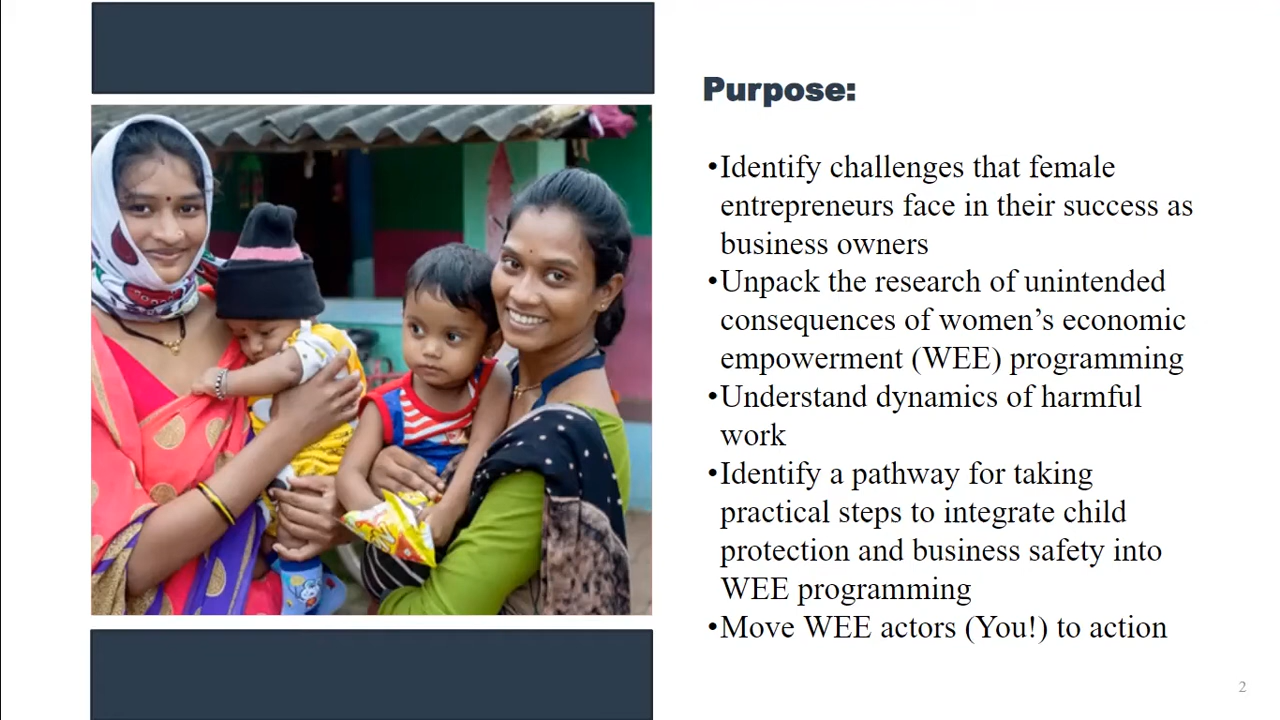 Purpose:
•Identify challenges that female
entrepreneurs face in their success as
business owners
•Unpack the research of unintended
consequences of women’s economic
empowerment (WEE) programming
•Understand dynamics of harmful
work
•Identify a pathway for taking
practical steps to integrate child
protection and business safety into
WEE programming
•Move WEE actors (You!) to action
2